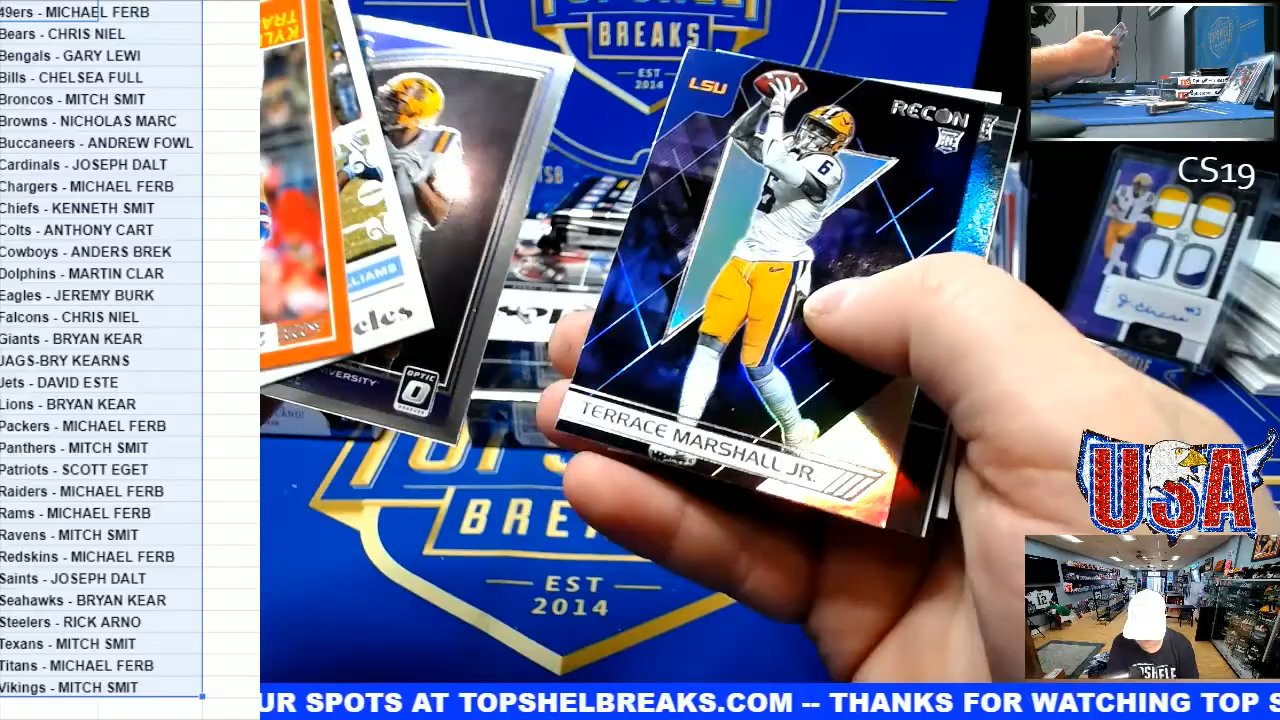 49ers - MICHAEL FERB
Bears - CHRIS NIEL
Bengals - GARY LEWI
Bills - CHELSEA FULL
Broncos - MITCH SMIT
Browns - NICHOLAS MARC
Buccaneers - ANDREW FOWL
Cardinals - JOSEPH DALT
Chargers - MICHAEL FERB
Chiefs - KENNETH SMIT
Colts - ANTHONY CART
Cowboys - ANDERS BREK
Dolphins - MARTIN CLAR
Eagles - JEREMY BURK
Falcons - CHRIS NIEL
Giants - BRYAN KEAR
JAGS-BRY KEARNS
Jets - DAVID ESTE
Lions - BRYAN KEAR
Packers - MICHAEL FERB
Panthers - MITCH SMIT
Patriots - SCOTT EGET
Raiders - MICHAEL FERB
Rams - MICHAEL FERB
Ravens - MITCH SMIT
Redskins - MICHAEL FERB
Saints - JOSEPH DALT
Seahawks - BRYAN KEAR
Steelers - RICK ARNO
Texans - MITCH SMIT
Titans - MICHAEL FERB
Vikings - MITCH SMIT
BREAKS
EST
2014
LSU
RECON
6
TERRACE MARSHALL JR.
LIAMS
OPTIC
EST
2014
CS19
USA
UR SPOTS AT TOPSHELBREAKS.COM -- THANKS FOR WATCHING TOP S